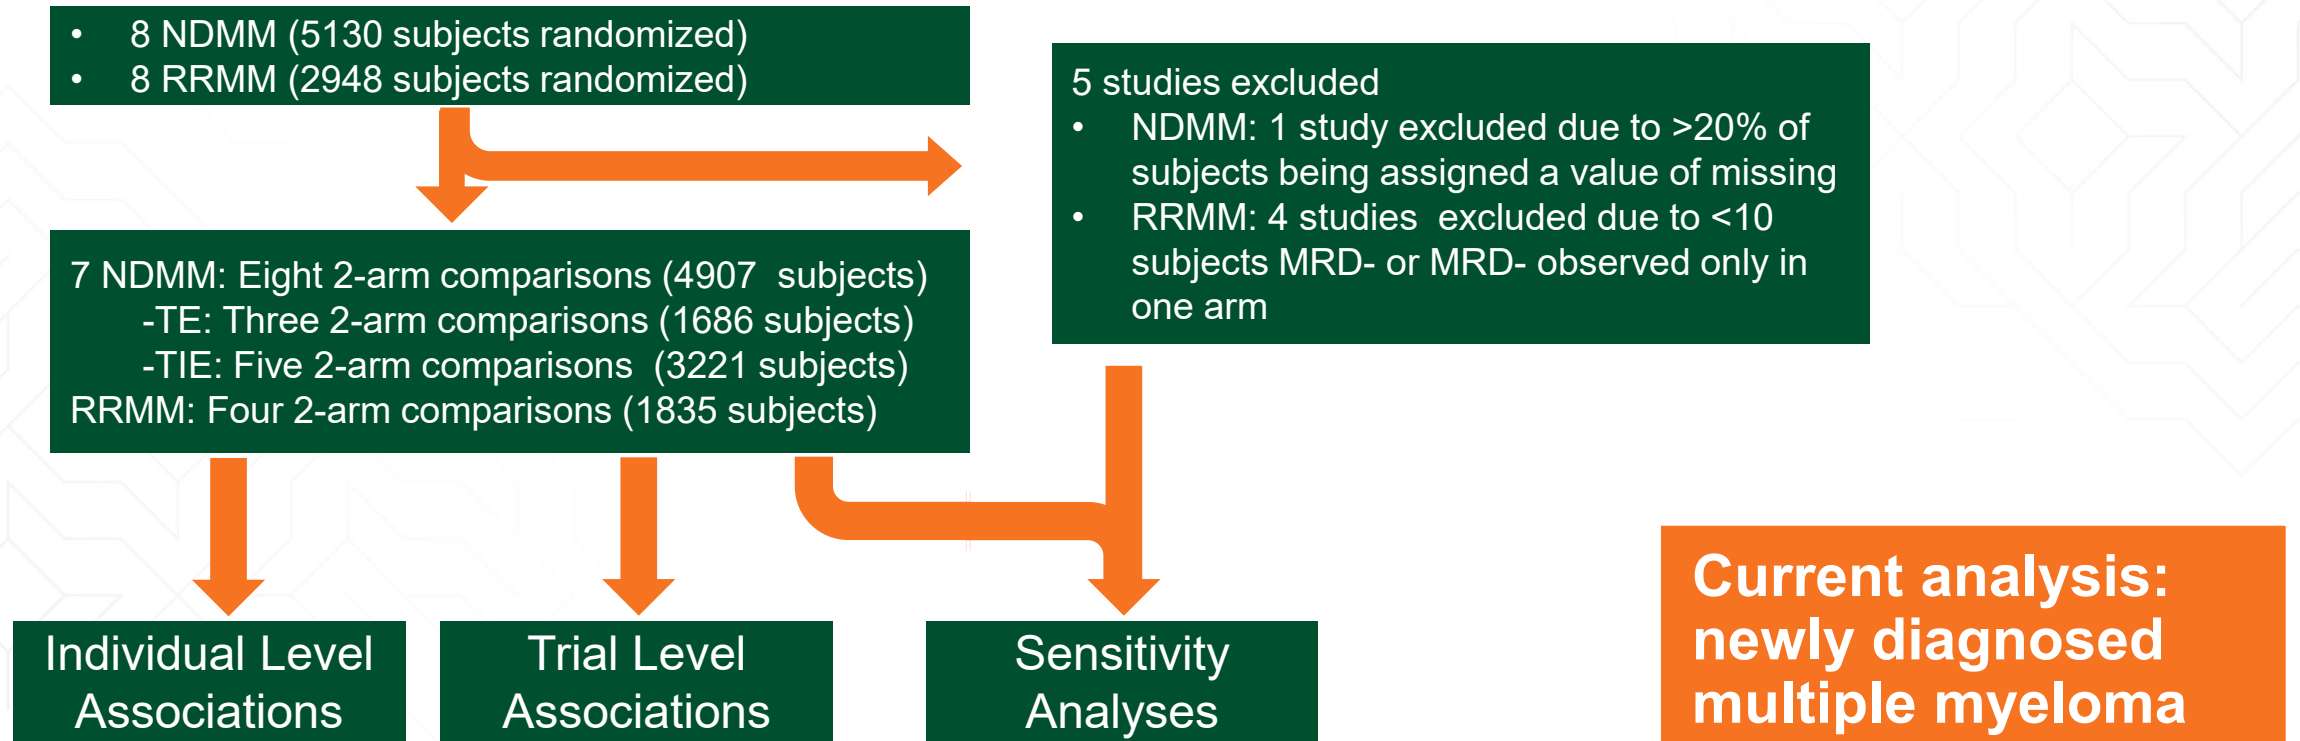 • 8 NDMM (5130 subjects randomized)
• 8 RRMM (2948 subjects randomized)
5 studies excluded
• NDMM: 1 study excluded due to >20% of
subjects being assigned a value of missing
• RRMM: 4 studies excluded due to <10
subjects MRD- or MRD- observed only in
one arm
7 NDMM: Eight 2-arm comparisons (4907 subjects)
-TE: Three 2-arm comparisons (1686 subjects)
-TIE: Five 2-arm comparisons (3221 subjects)
RRMM: Four 2-arm comparisons (1835 subjects)
Individual Level
Associations
Trial Level
Associations
Sensitivity
Analyses
Current analysis:
newly diagnosed
multiple myeloma